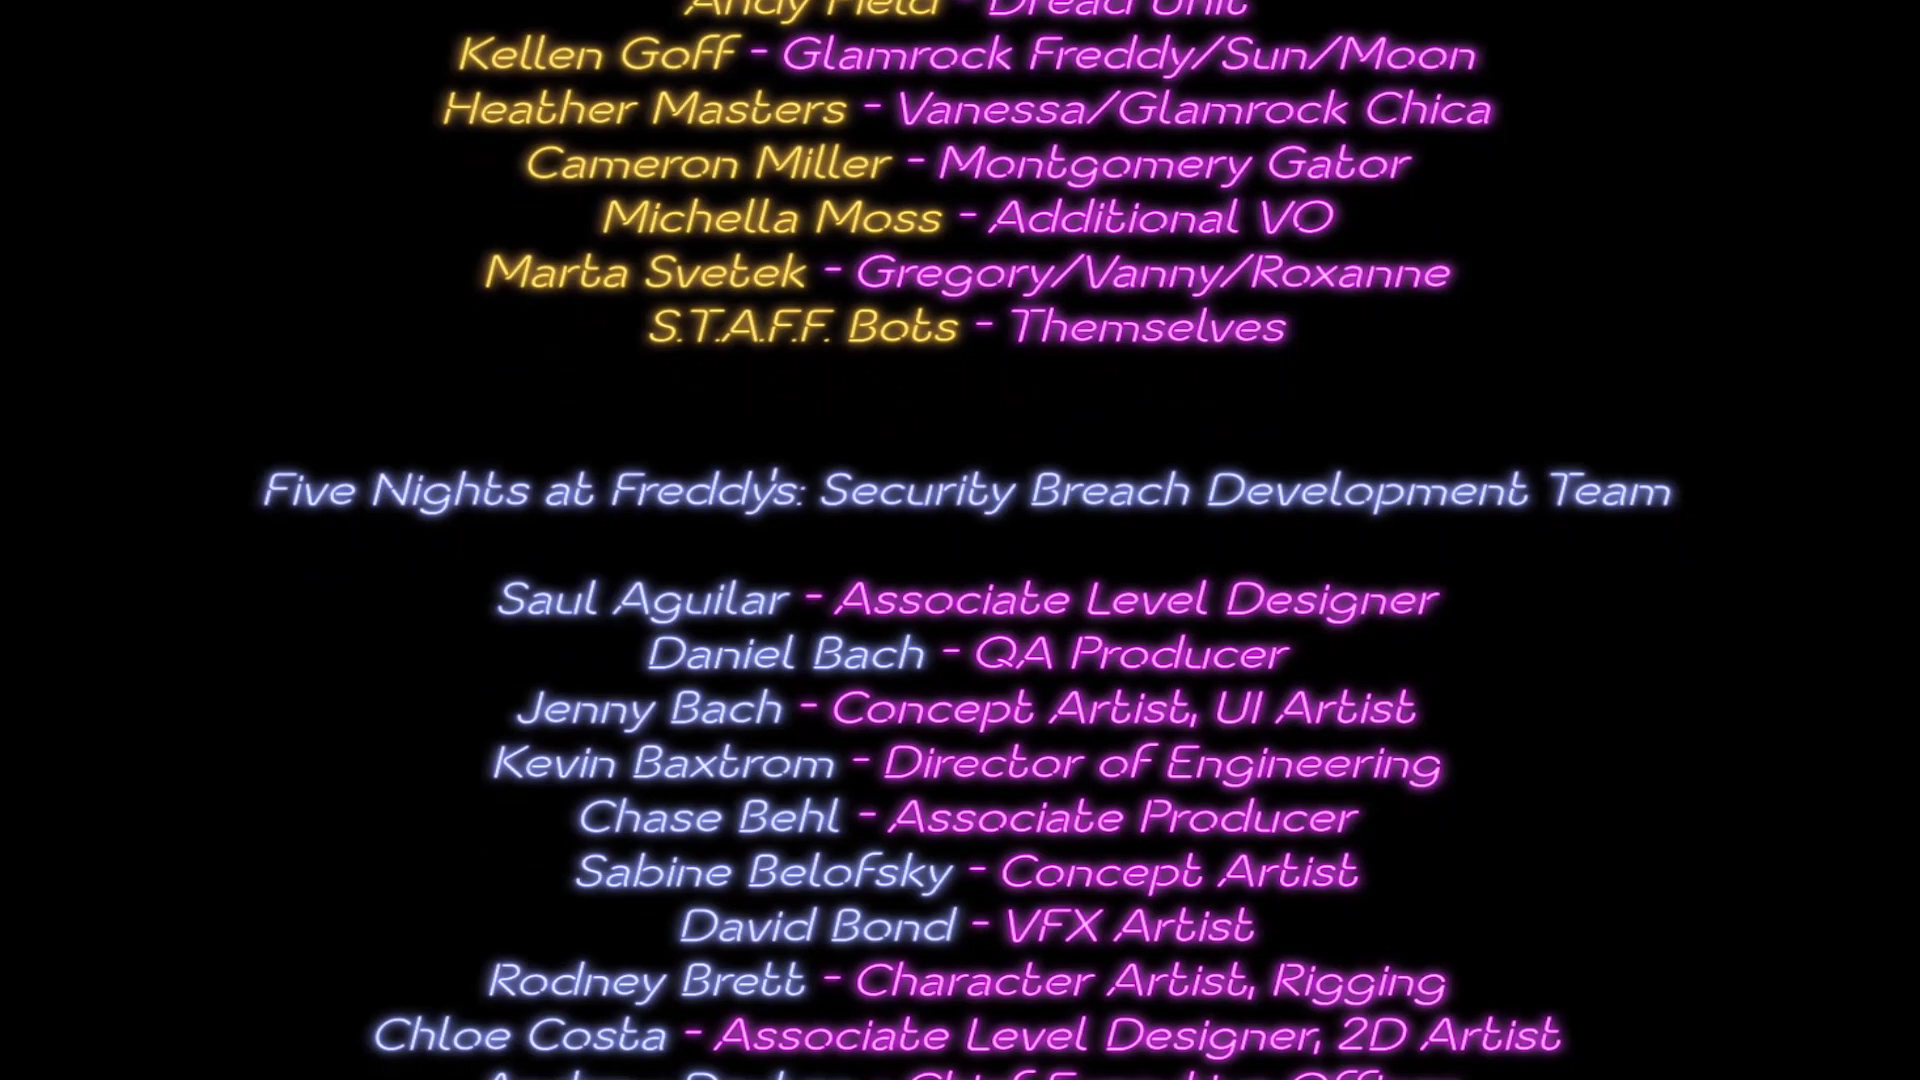 Andy Field - Dread Unit
Kellen Goff - Glamrock Freddy/Sun/Moon
Heather Masters - Vanessa/Glamrock Chica
Cameron Miller - Montgomery Gator
Michella Moss - Additional VO
Marta Svetek - Gregory/Vanny/Roxanne
S.T.A.F.F. Bots - Themselves
Five Nights at Freddy's: Security Breach Development Team
Saul Aguilar - Associate Level Designer
Daniel Bach - QA Producer
Jenny Bach - Concept Artist, UI Artist
Kevin Baxtrom - Director of Engineering
Chase Behl - Associate Producer
Sabine Belofsky - Concept Artist
David Bond - VFX Artist
Rodney Brett - Character Artist, Rigging
Chloe Costa - Associate Level Designer, 2D Artist